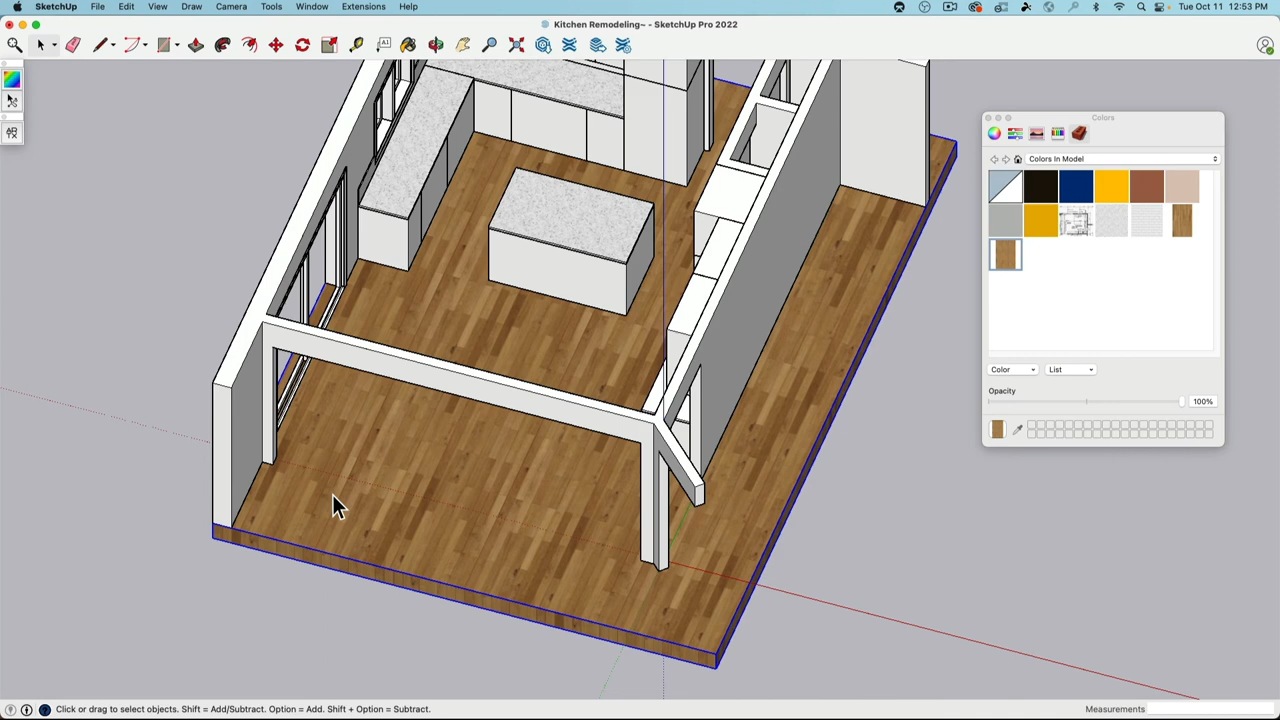 SketchUp File Edit View Draw Camera Tools Window Extensions Help Tue Oct 11 12:53 PM
Kitchen Remodeling~ - SketchUp Pro 2022
A1
Colors
Colors In Model
Color List
Opacity
100%
Click or drag to select objects. Shift = Add/Subtract. Option = Add. Shift + Option = Subtract. Measurements